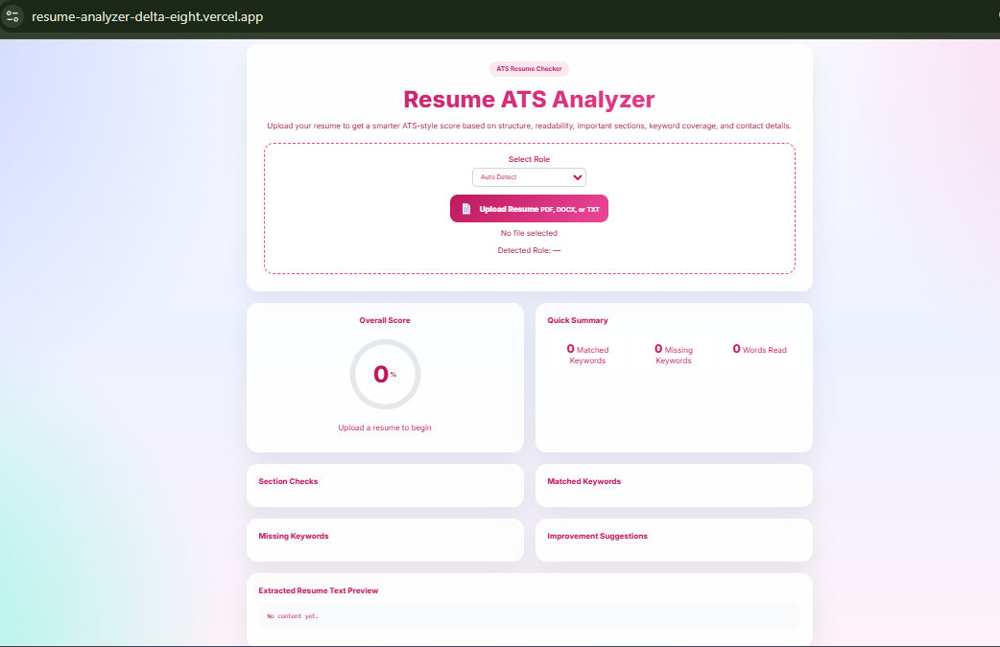 resume-analyzer-delta-eight.vercel.app
ATS Resume Checker
Resume ATS Analyzer
Upload your resume to get a smarter ATS-style score based on structure, readability, important sections, keyword coverage, and contact details.
Select Role
Auto Detect
Upload Resume PDF, DOCX, or TXT
No file selected
Detected Role: —
Overall Score
0%
Upload a resume to begin
Quick Summary
0 Matched
Keywords
0 Missing
Keywords
0 Words Read
Section Checks
Matched Keywords
Missing Keywords
Improvement Suggestions
Extracted Resume Text Preview
No content yet.